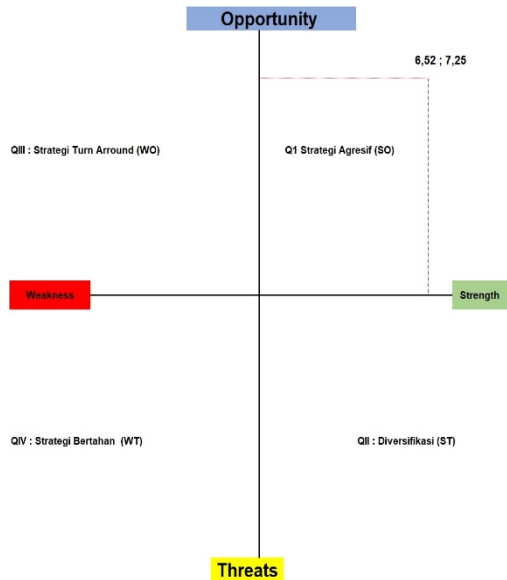 Opportunity
6,52 ; 7,25
QIII : Strategi Turn Arround (WO)
Q1 Strategi Agresif (SO)
Weakness
Strength
QIV : Strategi Bertahan (WT)
QII : Diversifikasi (ST)
Threats